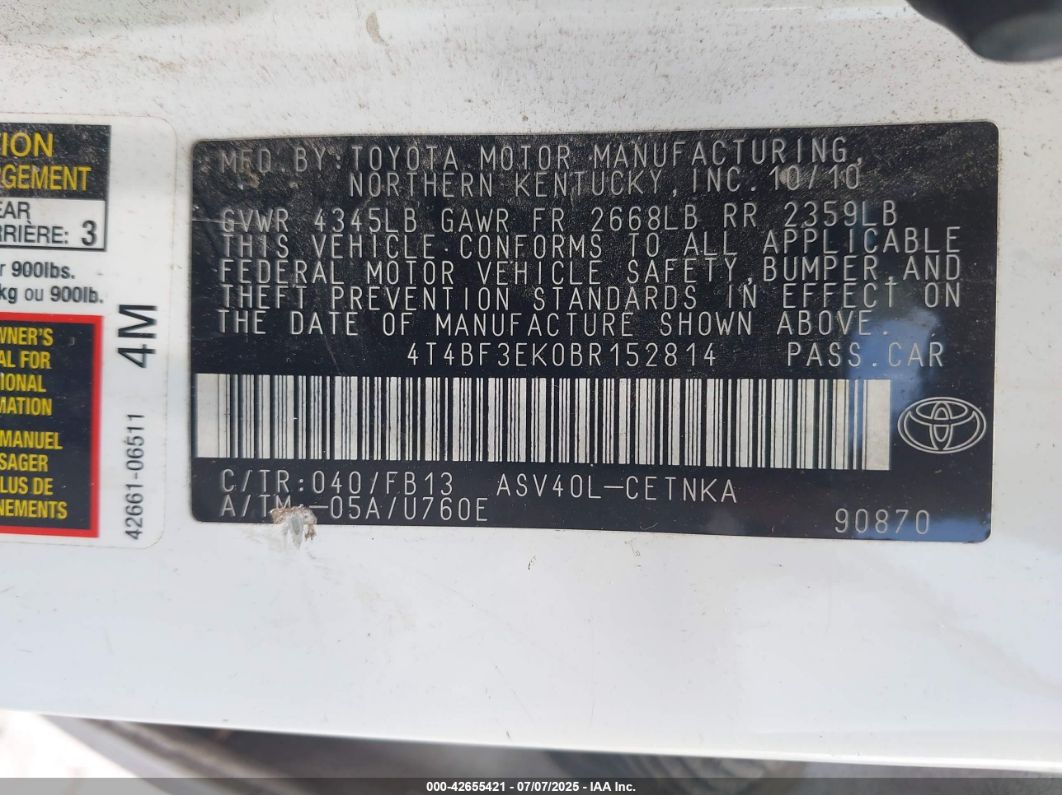 TION
GEMENT
EAR
RRIÈRE: 3
r 900lbs.
kg ou 900lb.
WNER'S
AL FOR
TIONAL
MATION
MANUEL
SAGER
LUS DE
NEMENTS
4M
42661-06511
MFD.BY:TOYOTA MOTOR MANUFACTURING,
NORTHERN KENTUCKY, INC.10/10
GVWR 4345LB GAWR FR 2668LB RR 2359LB
THIS VEHICLE CONFORMS TO ALL APPLICABLE
FEDERAL MOTOR VEHICLE SAFETY,BUMPER,AND
THEFT PREVENTION STANDARDS IN EFFECT ON
THE DATE OF MANUFACTURE SHOWN ABOVE.
4T4BF3EK0BR152814 PASS.CAR
C/TR:040/FB13 ASV40L-CETNKA
A/TM:-05A/U760E
90870
000-42655421 - 07/07/2025 - IAA Inc.